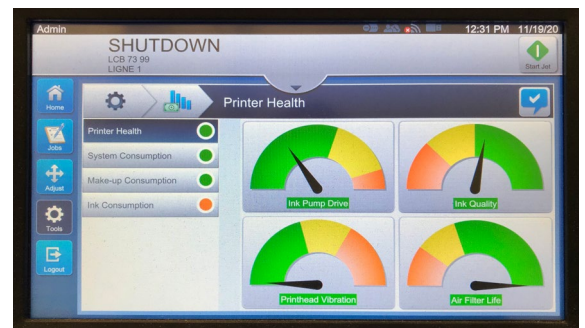 Admin
12:31 PM 11/19/20
SHUTDOWN
LCB 73 99
LIGNE 1
Start Jet
Home
Printer Health
Jobs
Printer Health
System Consumption
Adjust
Make-up Consumption
Ink Consumption
Tools
Logout
Ink Pump Drive
Ink Quality
Printhead Vibration
Air Filter Life